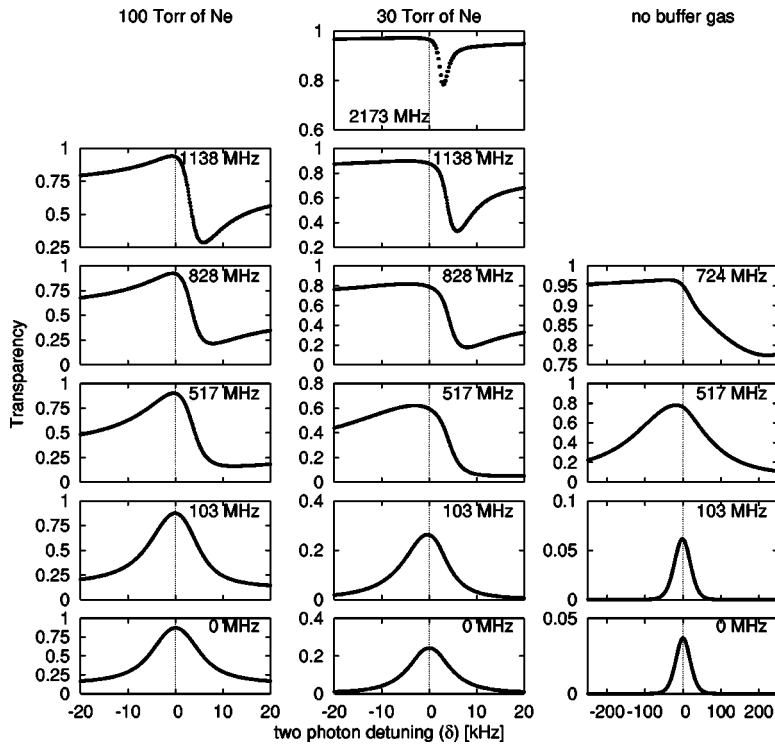 100 Torr of Ne
30 Torr of Ne
no buffer gas
1
0.8
0.6
2173 MHz
1
0.75
0.5
0.25
1138 MHz
1
0.8
0.6
0.4
0.2
1138 MHz
1
0.75
0.5
0.25
0
828 MHz
1
0.8
0.6
0.4
0.2
0
828 MHz
1
0.95
0.9
0.85
0.8
0.75
724 MHz
Transparency
1
0.75
0.5
0.25
0
517 MHz
0.8
0.6
0.4
0.2
0
517 MHz
1
0.8
0.6
0.4
0.2
0
517 MHz
1
0.75
0.5
0.25
0
103 MHz
0.4
0.2
0
103 MHz
0.1
0.05
0
103 MHz
1
0.75
0.5
0.25
0
0 MHz
0.4
0.2
0
0 MHz
0.05
0
0 MHz
-20 -10 0 10 20
-20 -10 0 10 20
-200 -100 0 100 200
two photon detuning (δ) [kHz]